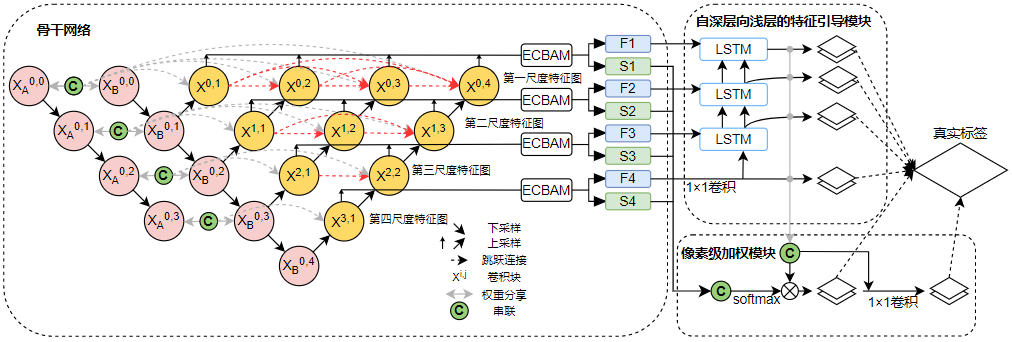 骨干网络
自深层向浅层的特征引导模块
X_A^{0,0}
C
X_B^{0,0}
X^{0,1}
X^{0,2}
X^{0,3}
X^{0,4}
第一尺度特征图
X_A^{0,1}
C
X_B^{0,1}
X^{1,1}
X^{1,2}
X^{1,3}
第二尺度特征图
X_A^{0,2}
C
X_B^{0,2}
X^{2,1}
X^{2,2}
第三尺度特征图
X_A^{0,3}
C
X_B^{0,3}
X^{3,1}
第四尺度特征图
X_B^{0,4}
下采样
上采样
跳跃连接
X^{i,j} 卷积块
权重分享
C 串联
ECBAM
ECBAM
ECBAM
ECBAM
F1
S1
F2
S2
F3
S3
F4
S4
LSTM
LSTM
LSTM
1×1卷积
真实标签
像素级加权模块
C
C
softmax
1×1卷积